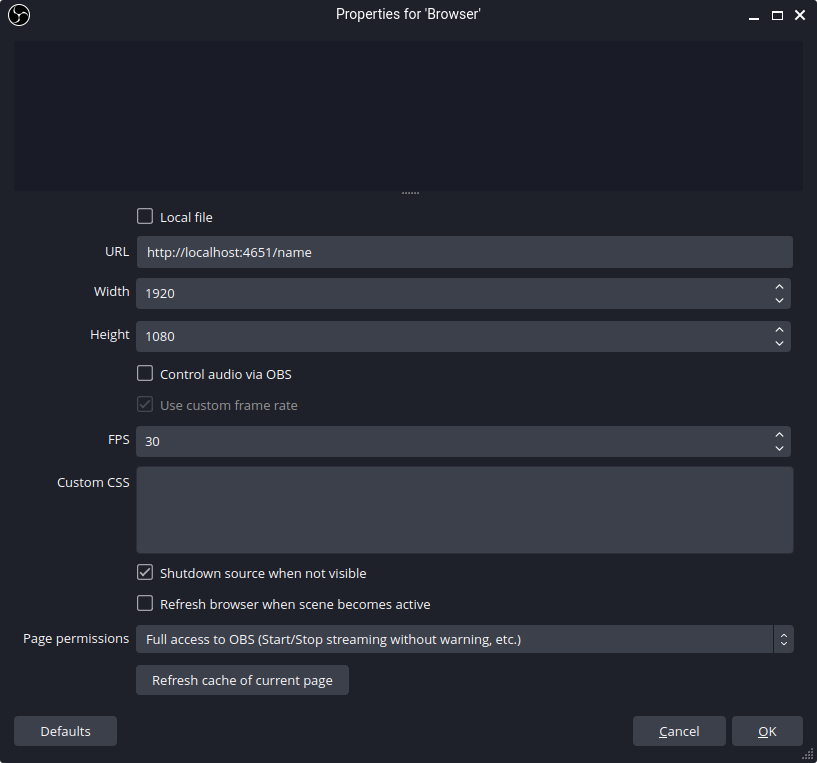 Properties for 'Browser'
Local file
URL http://localhost:4651/name
Width 1920
Height 1080
Control audio via OBS
Use custom frame rate
FPS 30
Custom CSS
Shutdown source when not visible
Refresh browser when scene becomes active
Page permissions Full access to OBS (Start/Stop streaming without warning, etc.)
Refresh cache of current page
Defaults Cancel OK